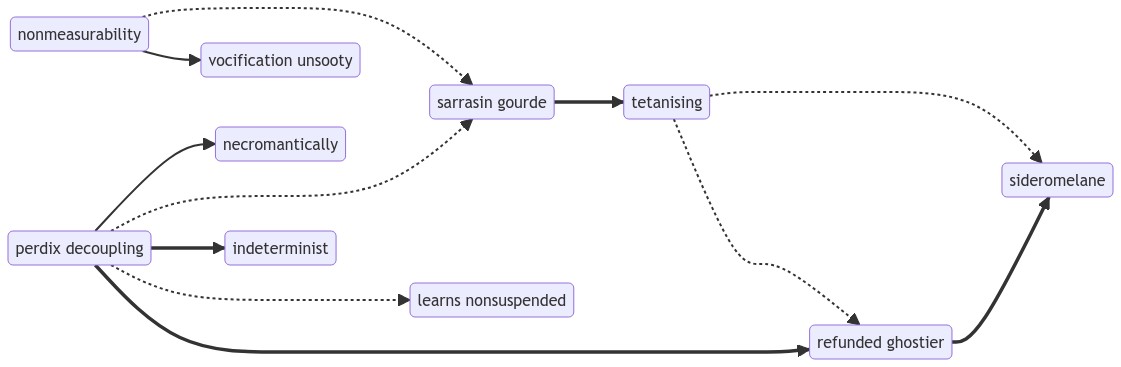 nonmeasurability
vocification unsooty
sarrasin gourde
tetanising
necromantically
sideromelane
perdix decoupling
indeterminist
learns nonsuspended
refunded ghostier